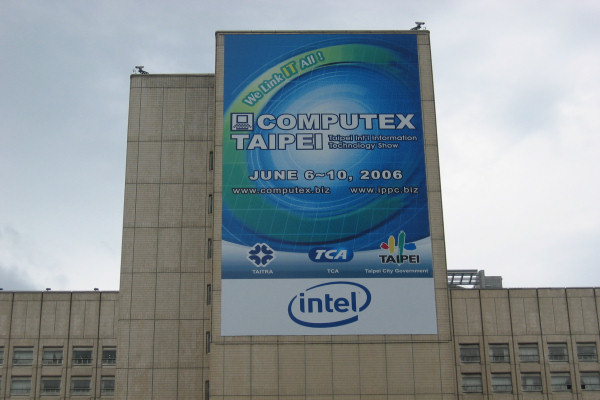 We Link IT All !
COMPUTEX
TAIPEI Taipei Int'l Information
Technology Show
JUNE 6~10, 2006
www.computex.biz www.ippc.biz
TCA TAIPEI
TAITRA TCA Taipei City Government
intel